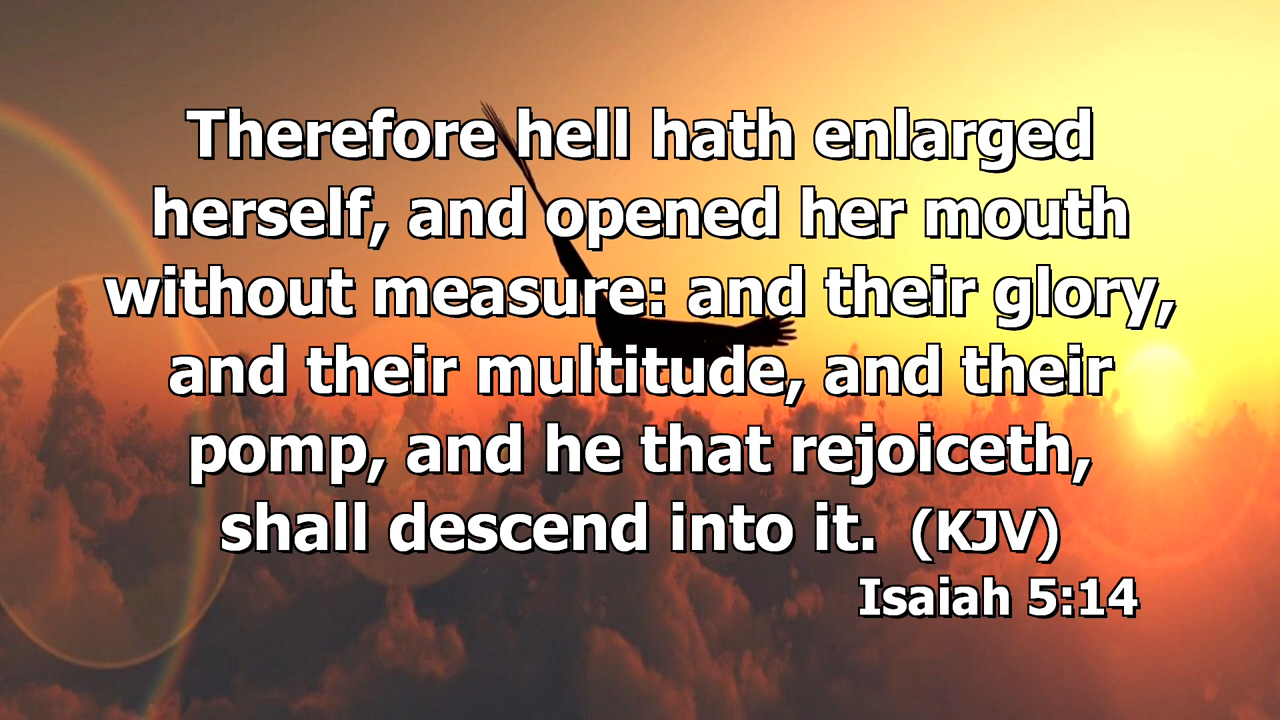 Therefore hell hath enlarged
herself, and opened her mouth
without measure: and their glory,
and their multitude, and their
pomp, and he that rejoiceth,
shall descend into it. (KJV)
Isaiah 5:14